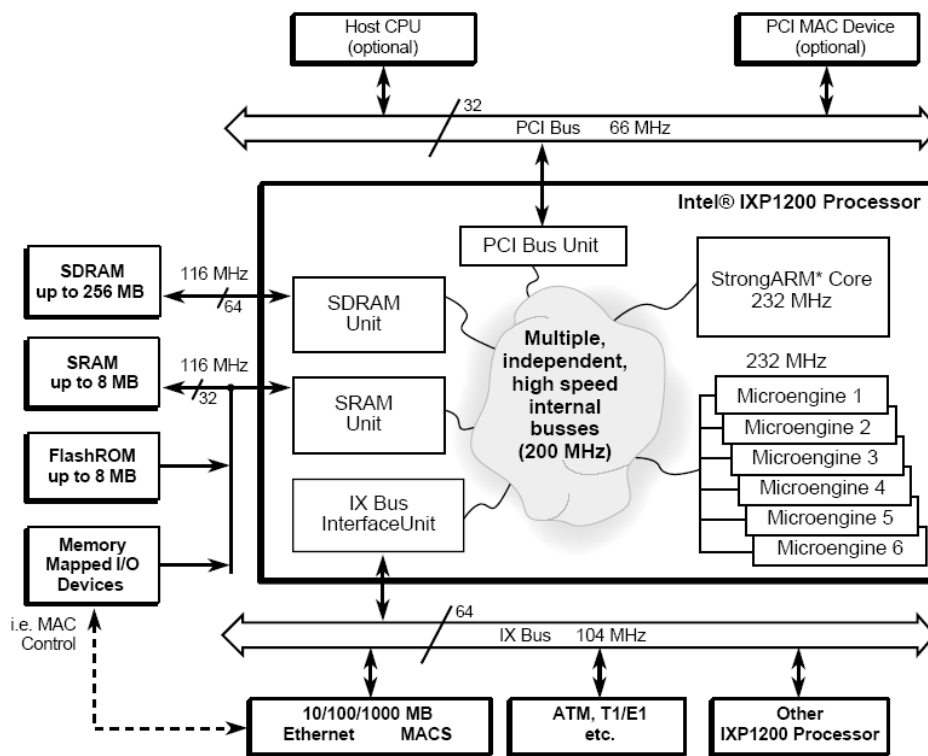 Host CPU
(optional)
PCI MAC Device
(optional)
32
PCI Bus 66 MHz
Intel® IXP1200 Processor
PCI Bus Unit
SDRAM
up to 256 MB
116 MHz
64
SDRAM
Unit
StrongARM* Core
232 MHz
Multiple,
independent,
high speed
internal
busses
(200 MHz)
SRAM
up to 8 MB
116 MHz
32
SRAM
Unit
232 MHz
Microengine 1
Microengine 2
Microengine 3
Microengine 4
Microengine 5
Microengine 6
FlashROM
up to 8 MB
IX Bus
InterfaceUnit
Memory
Mapped I/O
Devices
i.e. MAC
Control
64
IX Bus 104 MHz
10/100/1000 MB
Ethernet MACS
ATM, T1/E1
etc.
Other
IXP1200 Processor